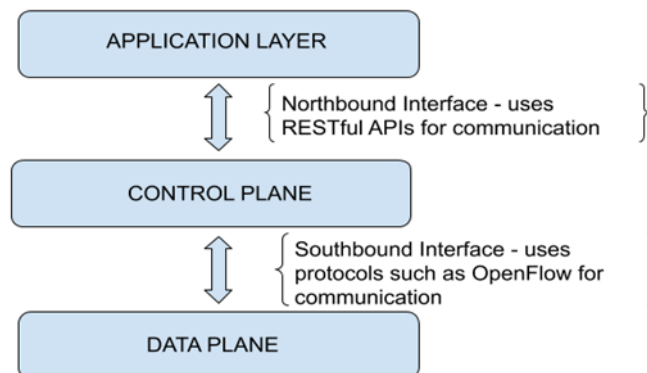 APPLICATION LAYER
Northbound Interface - uses
RESTful APIs for communication
CONTROL PLANE
Southbound Interface - uses
protocols such as OpenFlow for
communication
DATA PLANE